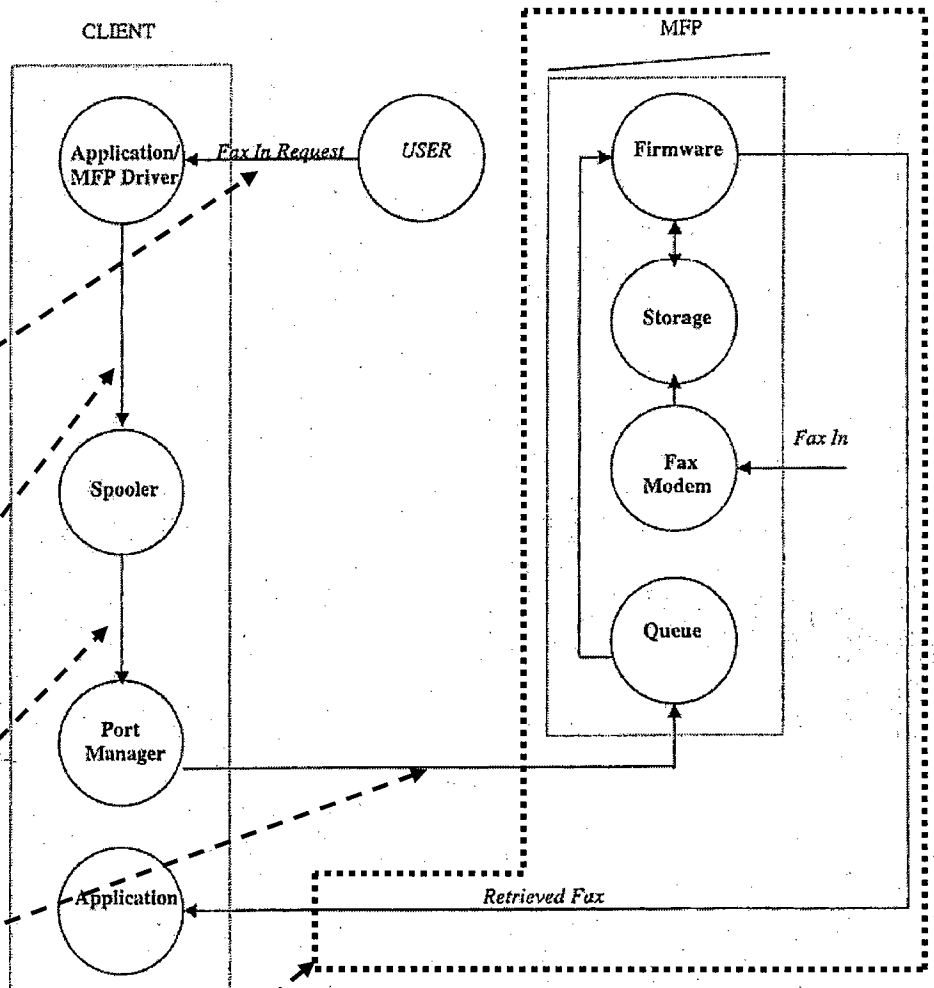 CLIENT
MFP
Application/
MFP Driver
Fax In Request
USER
Firmware
Storage
Fax In
Fax
Modem
Spooler
Queue
Port
Manager
Application
Retrieved Fax